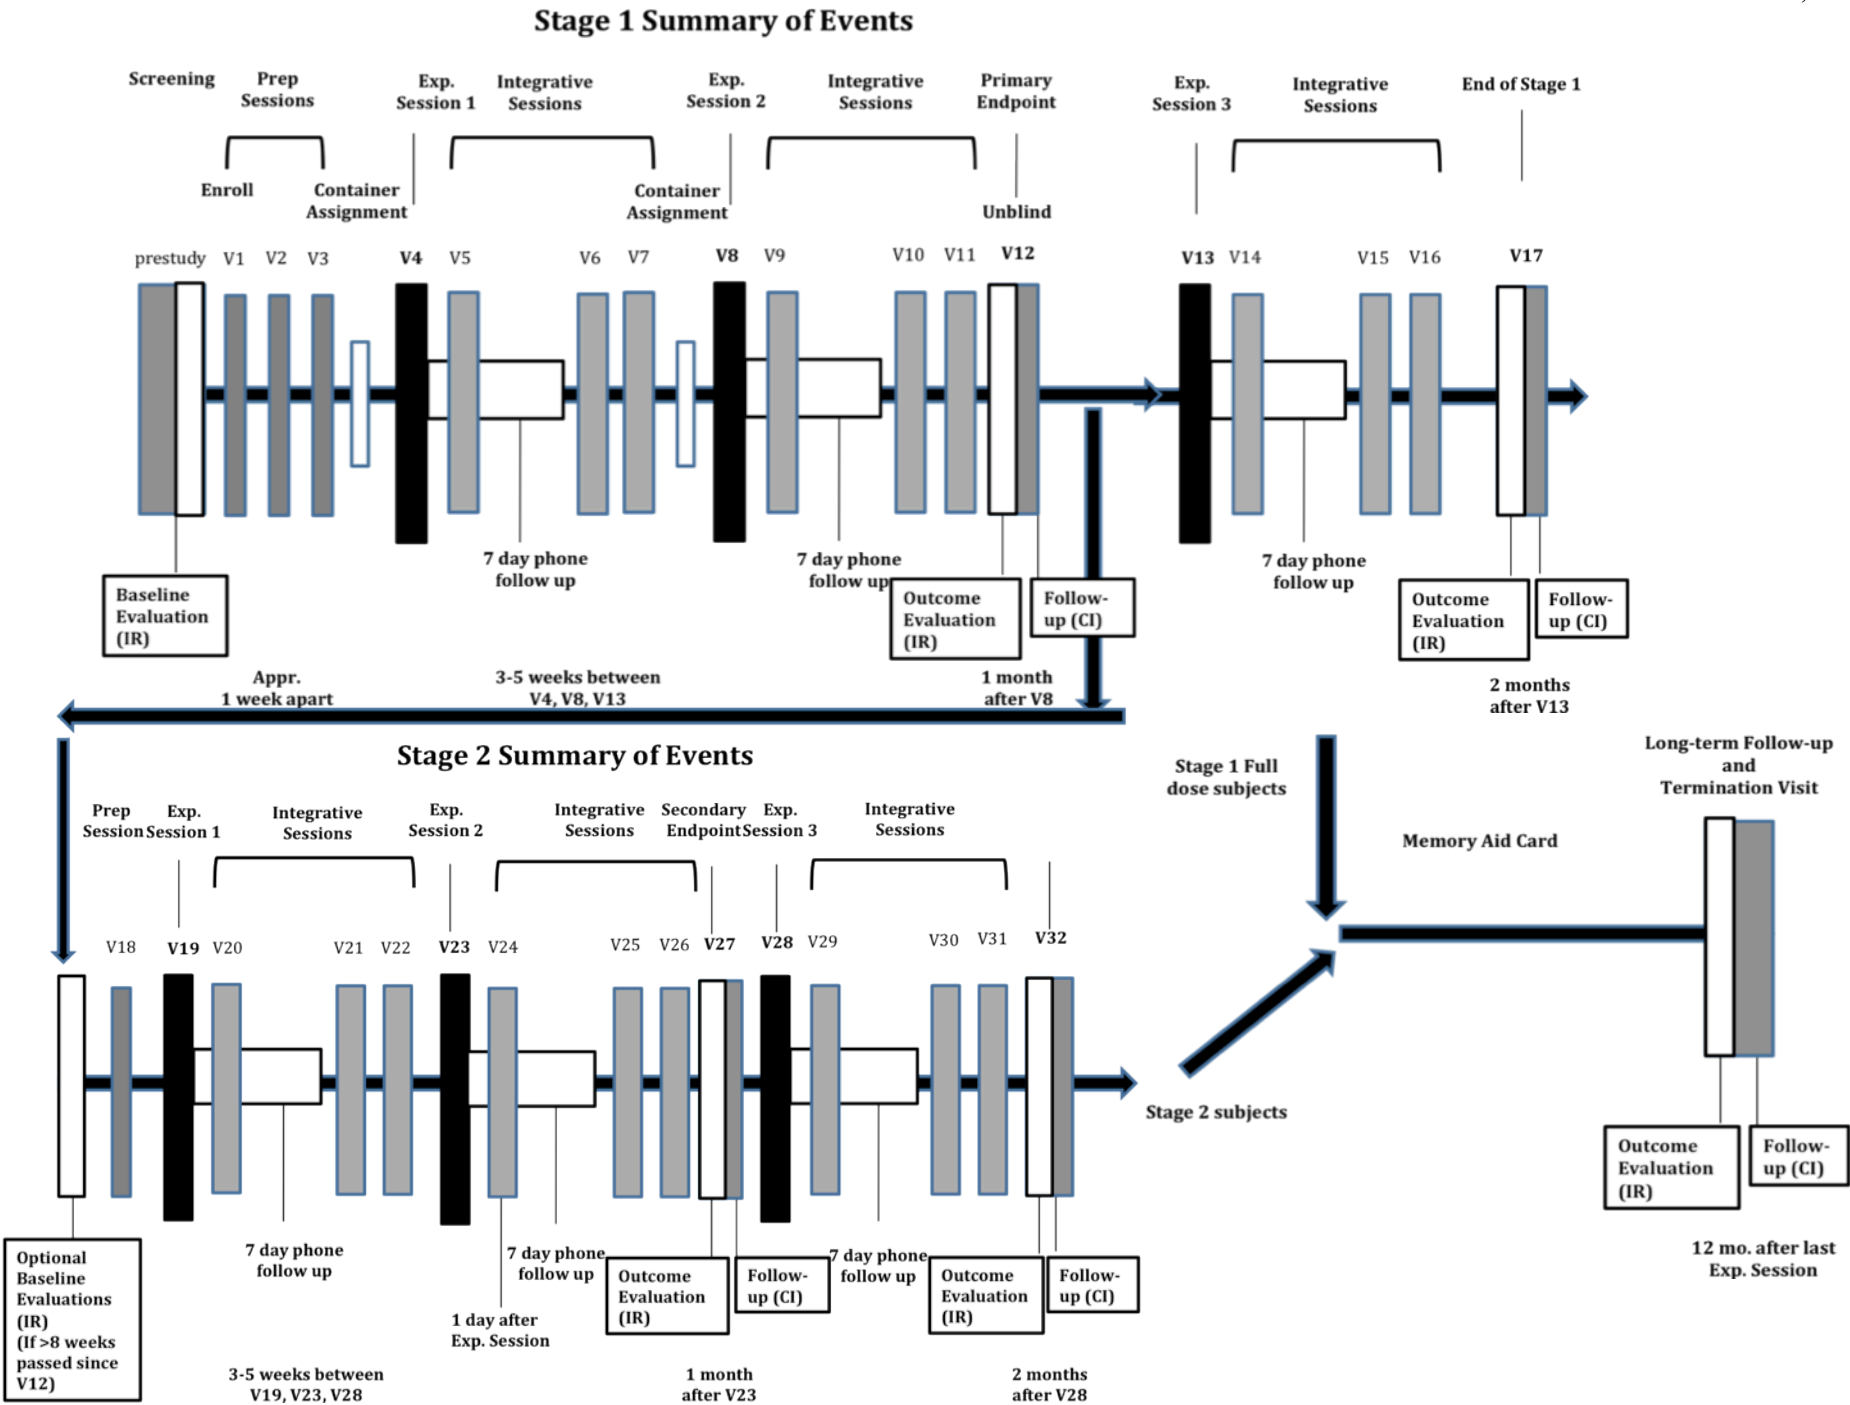 Stage 1 Summary of Events
Screening
Prep
Sessions
Exp.
Session 1
Integrative
Sessions
Exp.
Session 2
Integrative
Sessions
Primary
Endpoint
Exp.
Session 3
Integrative
Sessions
End of Stage 1
Enroll
Container
Assignment
Container
Assignment
Unblind
prestudy
V1
V2
V3
V4
V5
V6
V7
V8
V9
V10
V11
V12
V13
V14
V15
V16
V17
7 day phone
follow up
7 day phone
follow up
7 day phone
follow up
Baseline
Evaluation
(IR)
Outcome
Evaluation
(IR)
Follow-
up (CI)
Outcome
Evaluation
(IR)
Follow-
up (CI)
Appr.
1 week apart
3-5 weeks between
V4, V8, V13
1 month
after V8
2 months
after V13
Stage 2 Summary of Events
Prep
Session
Exp.
Session 1
Integrative
Sessions
Exp.
Session 2
Integrative
Sessions
Secondary
Endpoint
Exp.
Session 3
Integrative
Sessions
V18
V19
V20
V21
V22
V23
V24
V25
V26
V27
V28
V29
V30
V31
V32
7 day phone
follow up
7 day phone
follow up
7 day phone
follow up
1 day after
Exp. Session
Optional
Baseline
Evaluations
(IR)
(If >8 weeks
passed since
V12)
Outcome
Evaluation
(IR)
Follow-
up (CI)
Outcome
Evaluation
(IR)
Follow-
up (CI)
3-5 weeks between
V19, V23, V28
1 month
after V23
2 months
after V28
Stage 1 Full
dose subjects
Stage 2 subjects
Memory Aid Card
Long-term Follow-up
and
Termination Visit
Outcome
Evaluation
(IR)
Follow-
up (CI)
12 mo. after last
Exp. Session